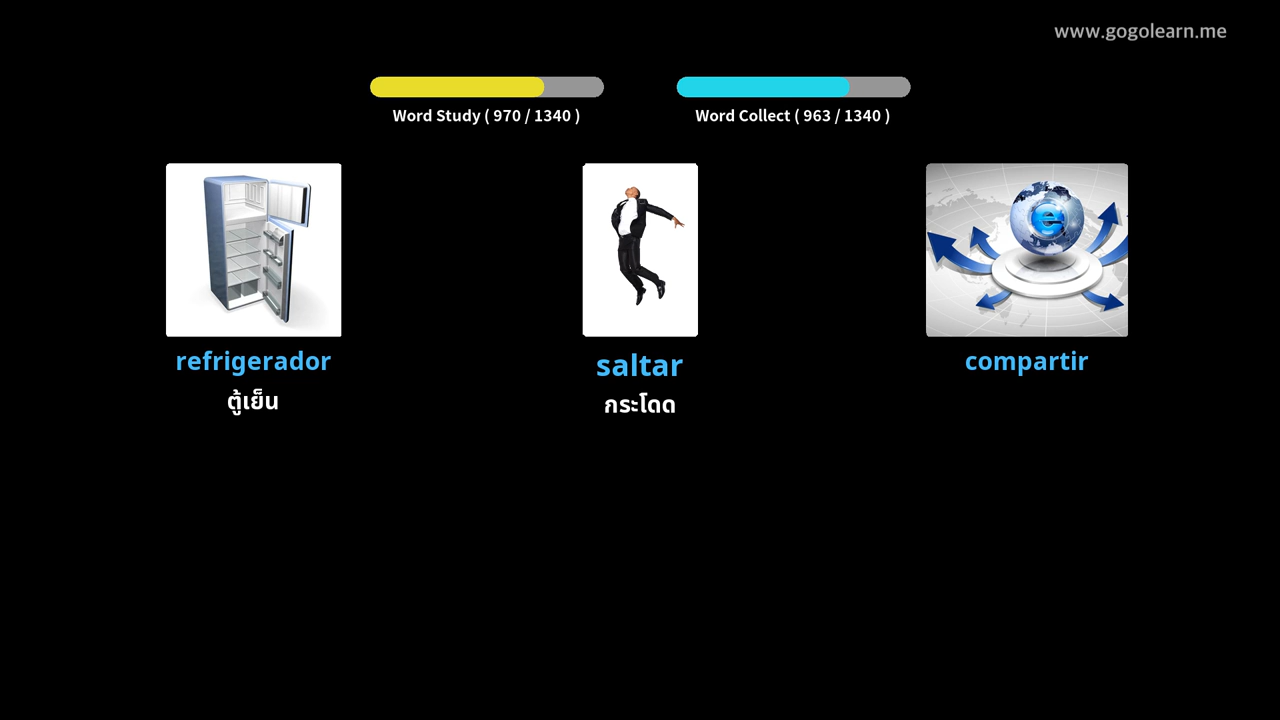 www.gogolearn.me
Word Study ( 970 / 1340 )
Word Collect ( 963 / 1340 )
refrigerador
saltar
compartir
ตู้เย็น
กระโดด